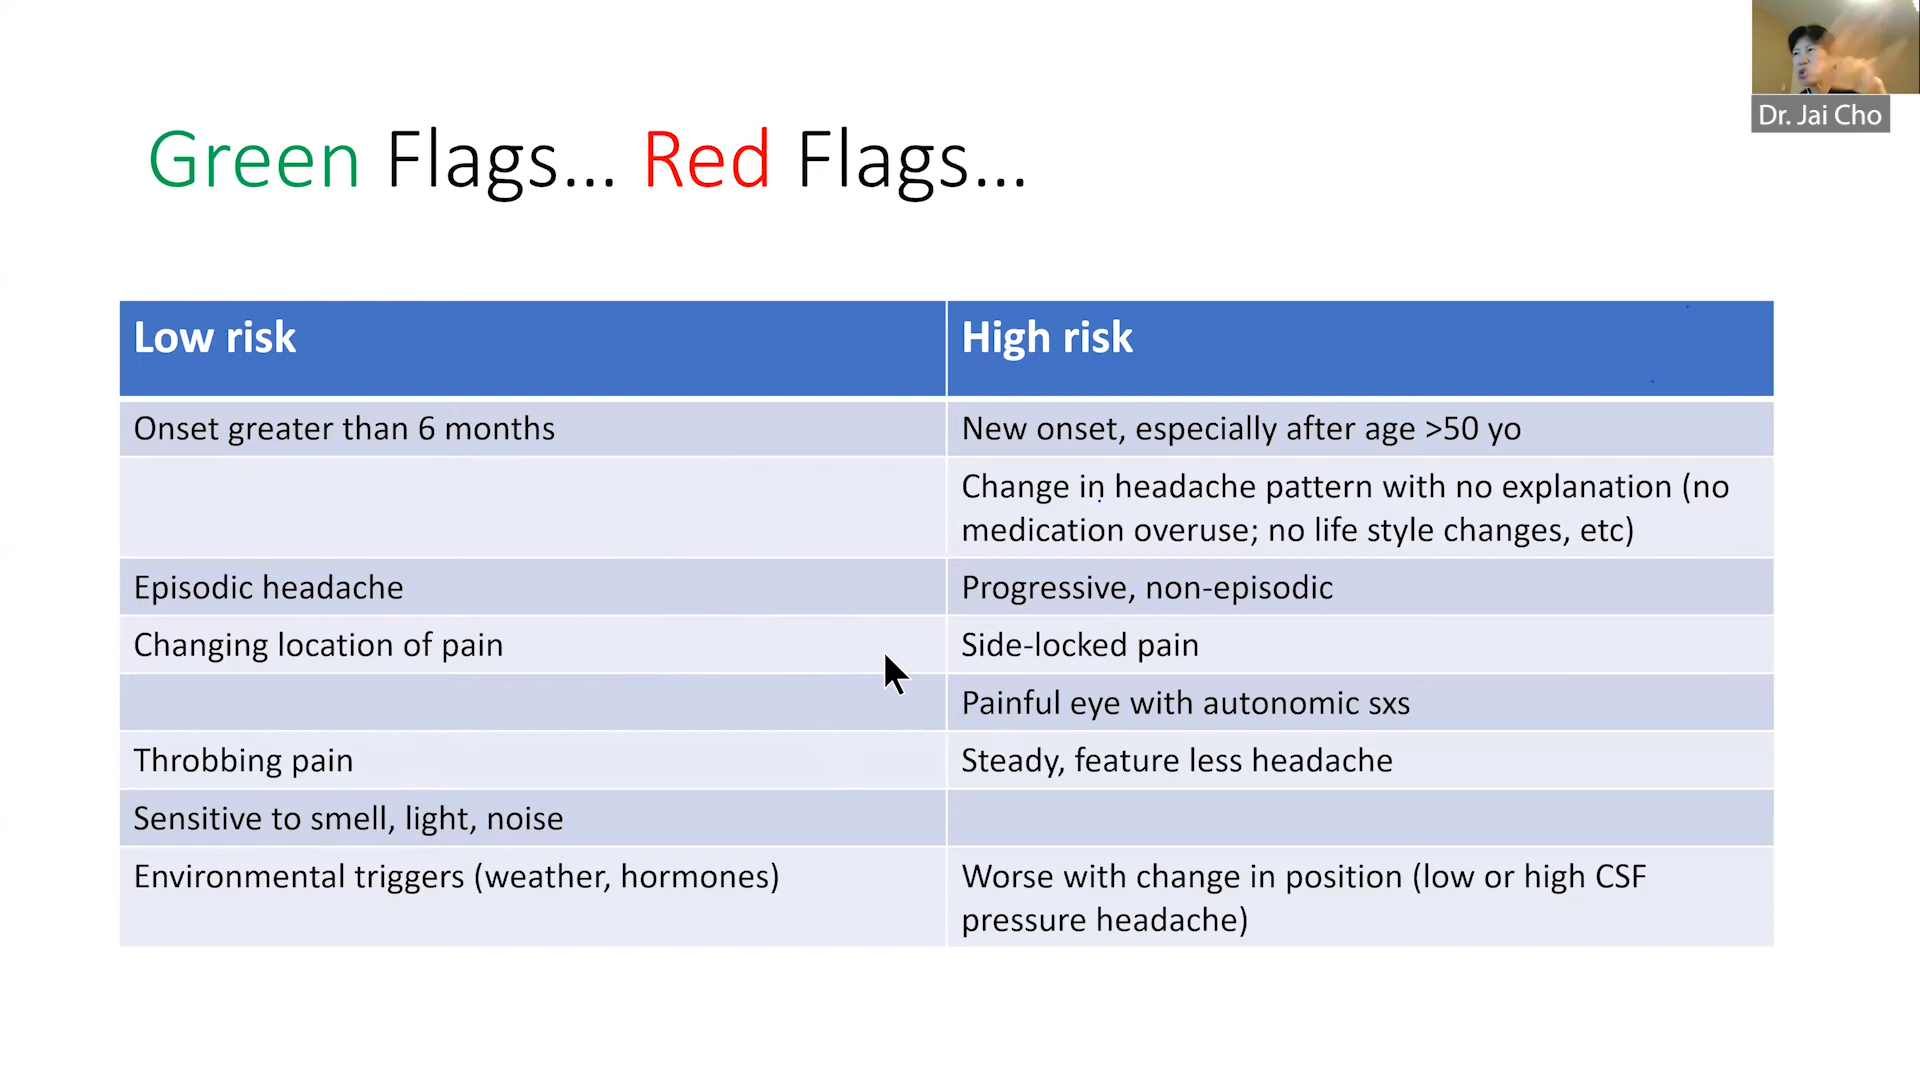 Dr. Jai Cho
Green Flags... Red Flags...
Low risk
High risk
Onset greater than 6 months
New onset, especially after age >50 yo
Change in headache pattern with no explanation (no
medication overuse; no life style changes, etc)
Episodic headache
Progressive, non-episodic
Changing location of pain
Side-locked pain
Painful eye with autonomic sxs
Throbbing pain
Steady, feature less headache
Sensitive to smell, light, noise
Environmental triggers (weather, hormones)
Worse with change in position (low or high CSF
pressure headache)